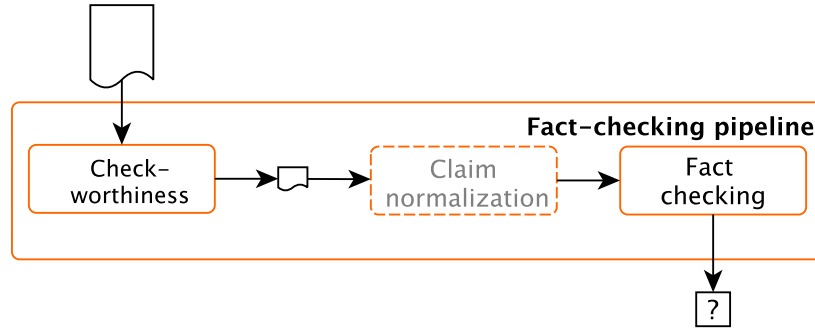 Fact-checking pipeline
Check-
worthiness
Claim
normalization
Fact
checking
?